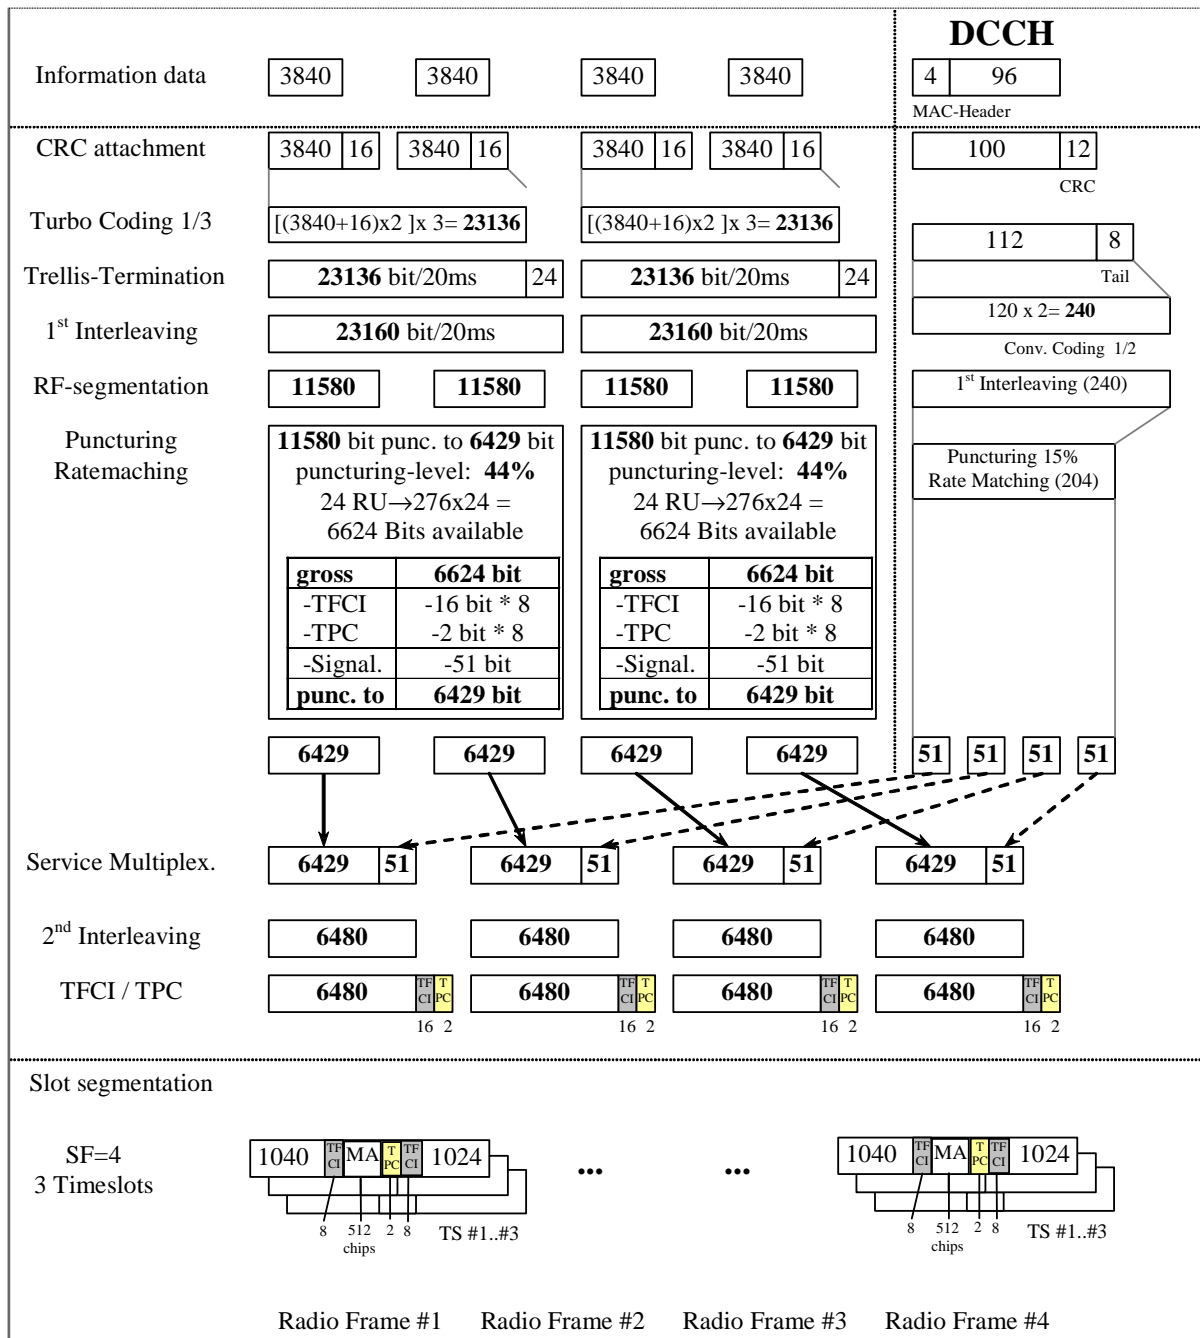 DCCH
Information data 3840 3840 3840 3840 4 96
MAC-Header
CRC attachment 3840 16 3840 16 3840 16 3840 16 100 12
CRC
Turbo Coding 1/3 [(3840+16)x2 ]x 3= 23136 [(3840+16)x2 ]x 3= 23136
112 8
Trellis-Termination 23136 bit/20ms 24 23136 bit/20ms 24
Tail
120 x 2= 240
1st Interleaving 23160 bit/20ms 23160 bit/20ms
Conv. Coding 1/2
RF-segmentation 11580 11580 11580 11580 1st Interleaving (240)
Puncturing
Ratemaching
11580 bit punc. to 6429 bit
puncturing-level: 44%
24 RU→276x24 =
6624 Bits available
gross 6624 bit
-TFCI -16 bit * 8
-TPC -2 bit * 8
-Signal. -51 bit
punc. to 6429 bit
11580 bit punc. to 6429 bit
puncturing-level: 44%
24 RU→276x24 =
6624 Bits available
gross 6624 bit
-TFCI -16 bit * 8
-TPC -2 bit * 8
-Signal. -51 bit
punc. to 6429 bit
Puncturing 15%
Rate Matching (204)
6429 6429 6429 6429 51 51 51 51
Service Multiplex. 6429 51 6429 51 6429 51 6429 51
2nd Interleaving 6480 6480 6480 6480
TFCI / TPC 6480 TF CI T PC 6480 TF CI T PC 6480 TF CI T PC 6480 TF CI T PC
16 2 16 2 16 2 16 2
Slot segmentation
SF=4
3 Timeslots
1040 TF CI MA T PC TF CI 1024 ... ... 1040 TF CI MA T PC TF CI 1024
8 512 2 8 TS #1..#3 8 512 2 8 TS #1..#3
chips chips
Radio Frame #1 Radio Frame #2 Radio Frame #3 Radio Frame #4